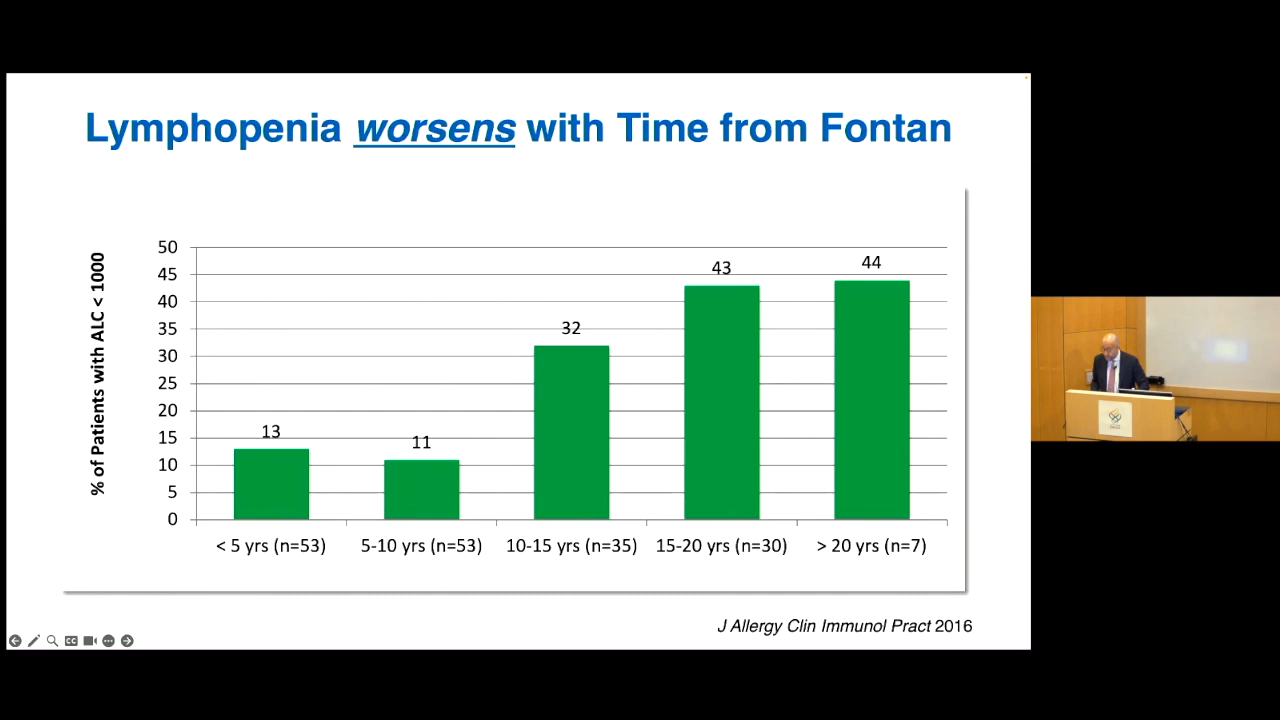 Lymphopenia worsens with Time from Fontan
% of Patients with ALC < 1000
50
45
40
35
30
25
20
15
10
5
0
13
11
32
43
44
< 5 yrs (n=53)
5-10 yrs (n=53)
10-15 yrs (n=35)
15-20 yrs (n=30)
> 20 yrs (n=7)
J Allergy Clin Immunol Pract 2016
CC